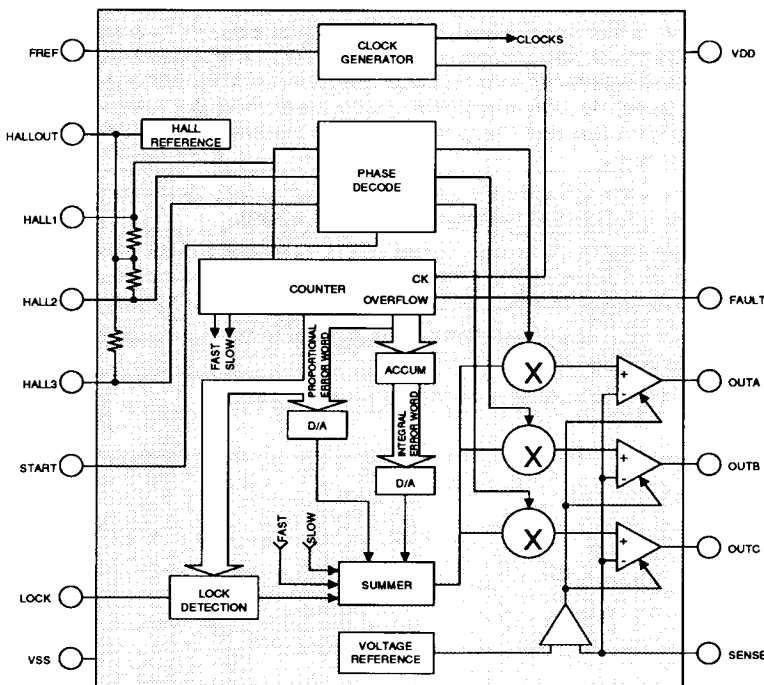 FREF
CLOCK
GENERATOR
CLOCKS
VDD
HALLOUT
HALL
REFERENCE
PHASE
DECODE
HALL1
COUNTER
CK
OVERFLOW
HALL2
FAULT
FAST
SLOW
PROPORTIONAL
ERROR WORD
ACCUM
X
+
-
OUTA
HALL3
D/A
INTEGRAL
ERROR WORD
X
+
-
OUTB
START
D/A
FAST
SLOW
X
+
-
OUTC
LOCK
LOCK
DETECTION
SUMMER
VOLTAGE
REFERENCE
VSS
SENSE